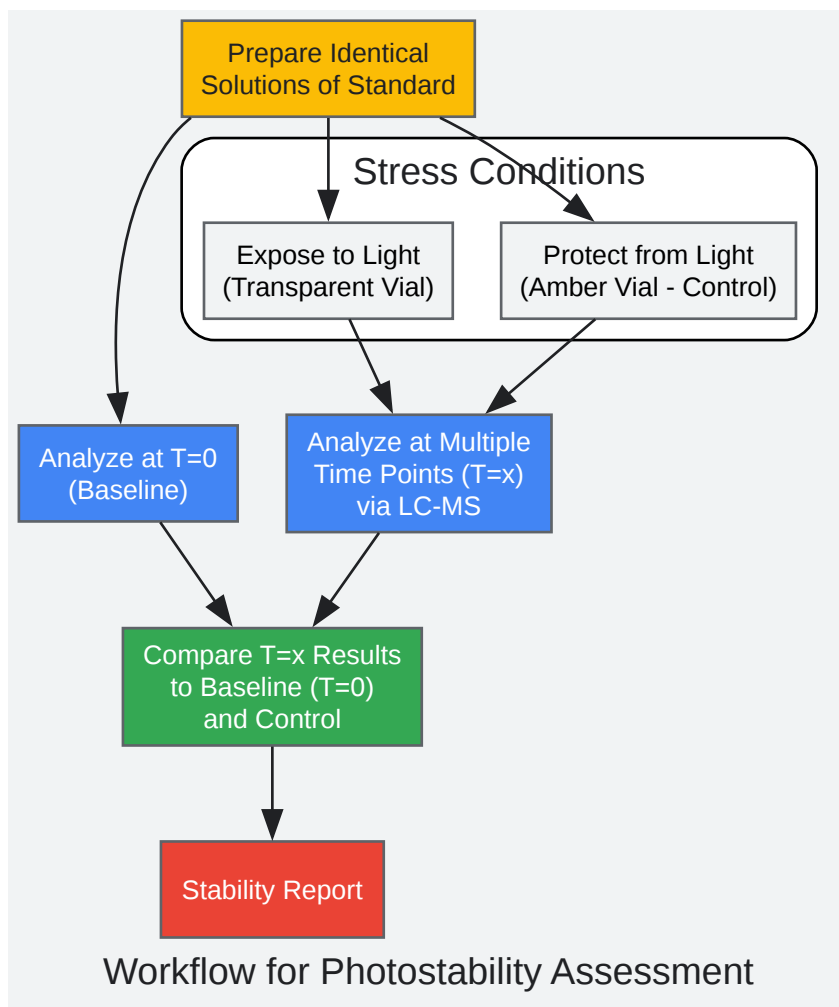 Prepare Identical
Solutions of Standard
Stress Conditions
Expose to Light
(Transparent Vial)
Protect from Light
(Amber Vial - Control)
Analyze at T=0
(Baseline)
Analyze at Multiple
Time Points (T=x)
via LC-MS
Compare T=x Results
to Baseline (T=0)
and Control
Stability Report
Workflow for Photostability Assessment